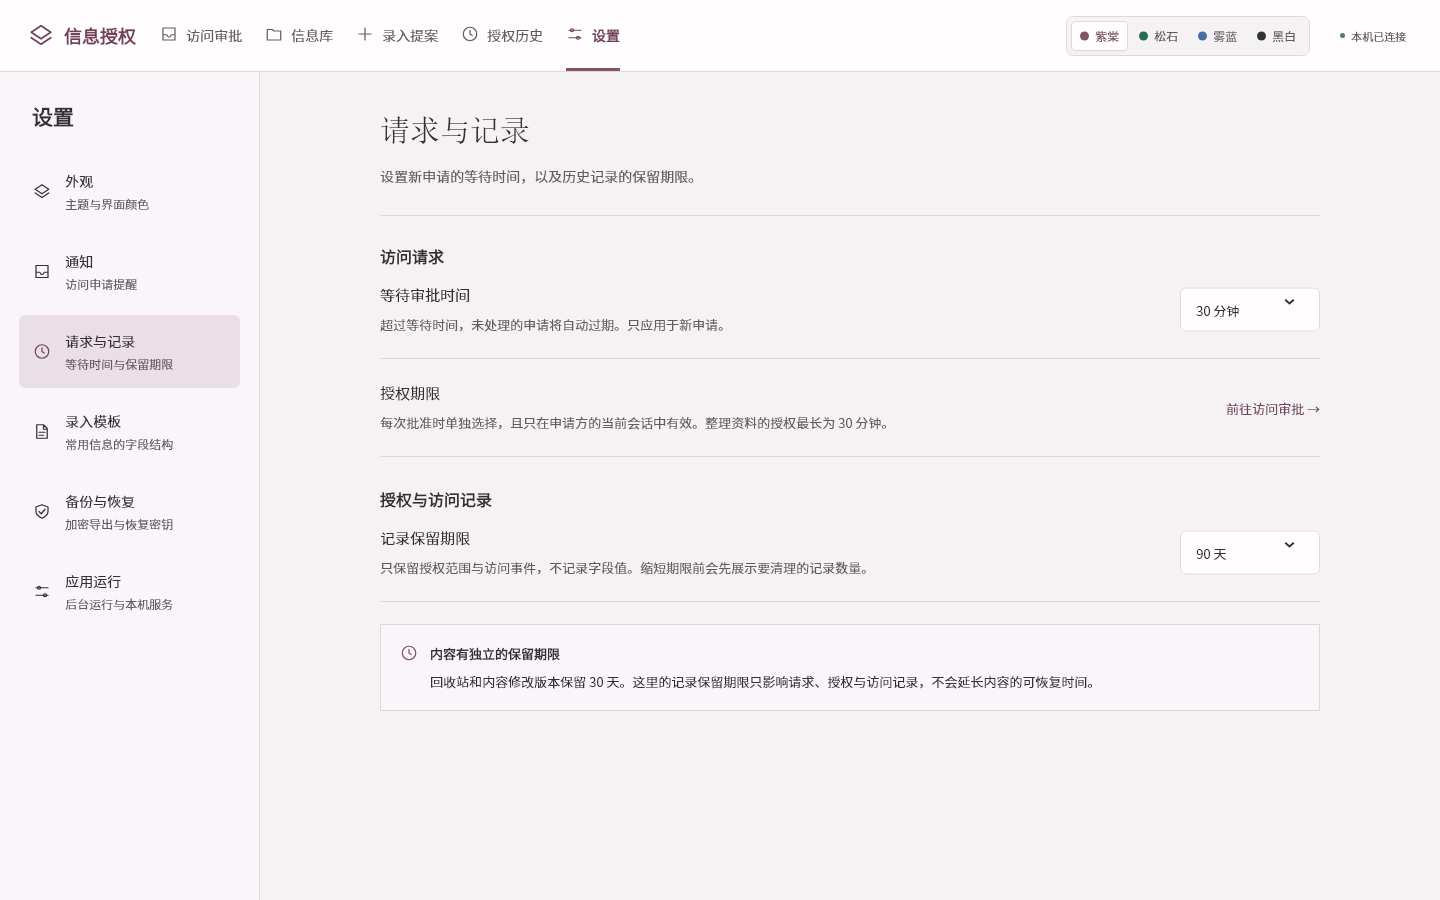 信息授权
访问审批
信息库
录入提案
授权历史
设置
紫棠
松石
雾蓝
黑白
本机已连接
设置
外观
主题与界面颜色
通知
访问申请提醒
请求与记录
等待时间与保留期限
录入模板
常用信息的字段结构
备份与恢复
加密导出与恢复密钥
应用运行
后台运行与本机服务
请求与记录
设置新申请的等待时间，以及历史记录的保留期限。
访问请求
等待审批时间
超过等待时间，未处理的申请将自动过期。只应用于新申请。
30 分钟
授权期限
每次批准时单独选择，且只在申请方的当前会话中有效。整理资料的授权最长为 30 分钟。
前往访问审批 →
授权与访问记录
记录保留期限
只保留授权范围与访问事件，不记录字段值。缩短期限前会先展示要清理的记录数量。
90 天
内容有独立的保留期限
回收站和内容修改版本保留 30 天。这里的记录保留期限只影响请求、授权与访问记录，不会延长内容的可恢复时间。